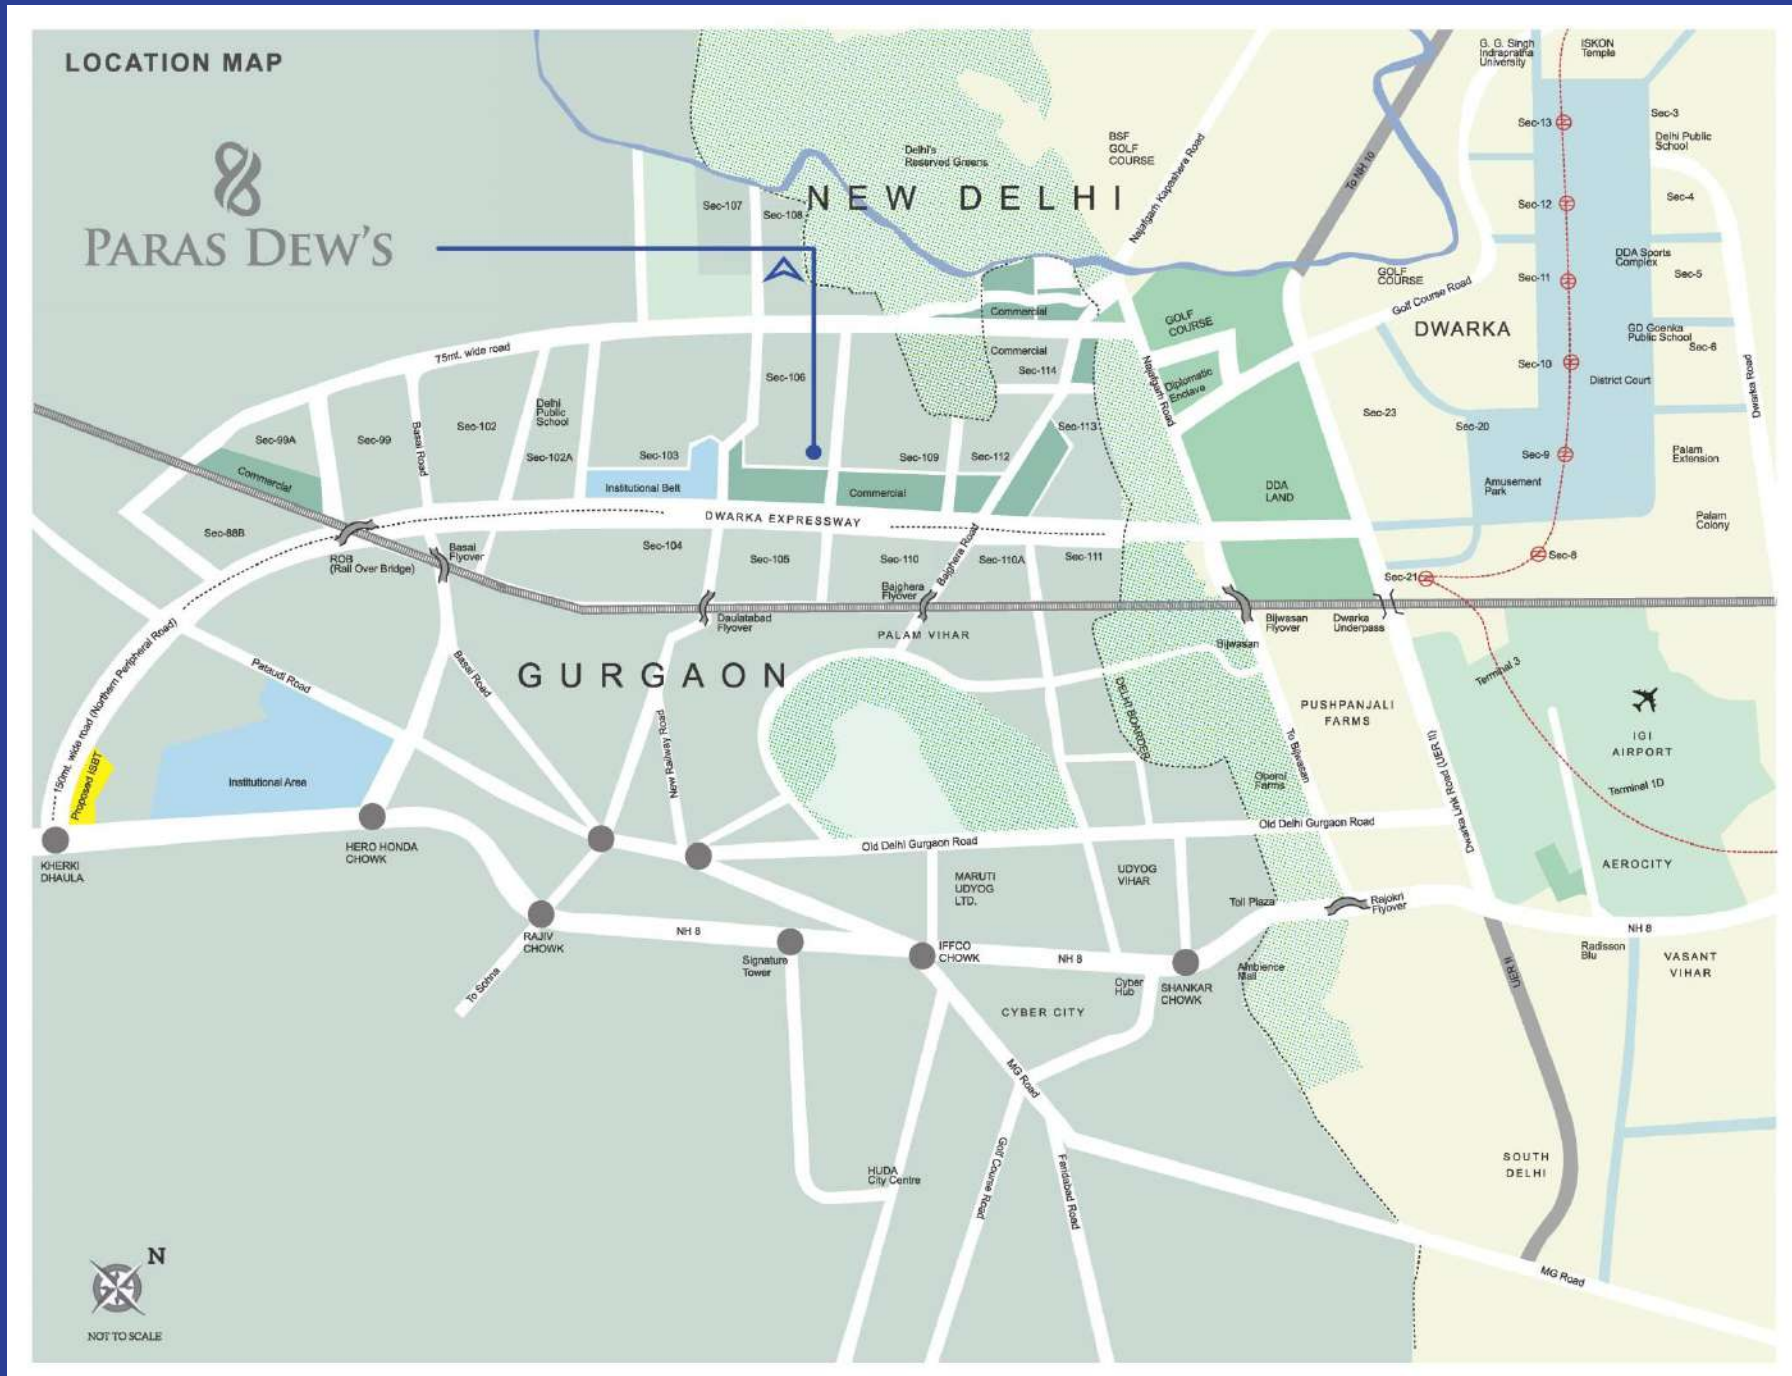 LOCATION MAP
PARAS DEW'S
NEW DELHI
Delhi's
Reserved Greens
BSF
GOLF
COURSE
Najafgarh Kapashera Road
To NH 10
G. G. Singh
Indrapratha
University
ISKON
Temple
Sec-13
Sec-3
Delhi Public
School
Sec-12
Sec-4
DDA Sports
Complex
Sec-11
Sec-5
GOLF
COURSE
Golf Course Road
DWARKA
GD Goenka
Public School
Sec-6
Sec-10
District Court
Dwarka Road
Sec-23
Sec-20
Sec-9
Palam
Extension
Amusement
Park
Palam
Colony
Sec-8
Sec-21
Sec-107
Sec-108
Commercial
Commercial
Sec-114
GOLF
COURSE
Diplomatic
Enclave
Najafgarh Road
75mt. wide road
Sec-106
Sec-99A
Sec-99
Basai Road
Sec-102
Delhi
Public
School
Sec-102A
Sec-103
Sec-109
Sec-112
Sec-113
Commercial
Institutional Belt
Commercial
DDA
LAND
DWARKA EXPRESSWAY
Sec-88B
ROB
(Rail Over Bridge)
Basai
Flyover
Sec-104
Sec-105
Sec-110
Bajghera Road
Sec-110A
Sec-111
Bajghera
Flyover
Daulatabad
Flyover
PALAM VIHAR
Bijwasan
Bijwasan
Flyover
Dwarka
Underpass
150mt. wide road (Northern Peripheral Road)
Pataudi Road
Basai Road
GURGAON
New Railway Road
DELHI BOARDER
To Bijwasan
PUSHPANJALI
FARMS
Dwarka Link Road (UER II)
Terminal 3
IGI
AIRPORT
Terminal 1D
Proposed ISBT
Institutional Area
Oberoi
Farms
Old Delhi Gurgaon Road
Old Delhi Gurgaon Road
KHERKI
DHAULA
HERO HONDA
CHOWK
MARUTI
UDYOG
LTD.
UDYOG
VIHAR
AEROCITY
Toll Plaza
Rajokri
Flyover
RAJIV
CHOWK
NH 8
Signature
Tower
IFFCO
CHOWK
NH 8
Cyber
Hub
SHANKAR
CHOWK
Ambience
Mall
NH 8
Radisson
Blu
VASANT
VIHAR
UER II
To Sohna
CYBER CITY
MG Road
Golf Course Road
Faridabad Road
HUDA
City Centre
SOUTH
DELHI
MG Road
N
NOT TO SCALE